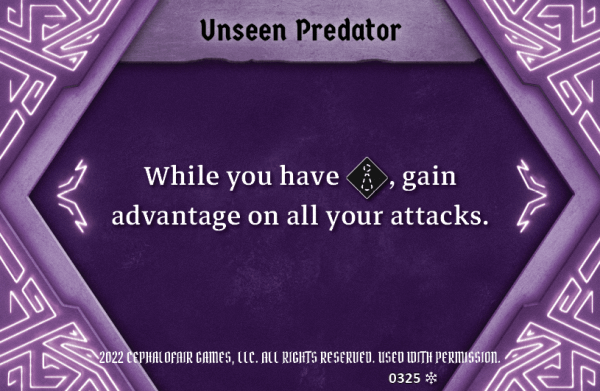 Unseen Predator
While you have , gain
advantage on all your attacks.
2022 CEPHALOFAIR GAMES, LLC. ALL RIGHTS RESERVED. USED WITH PERMISSION.
0325